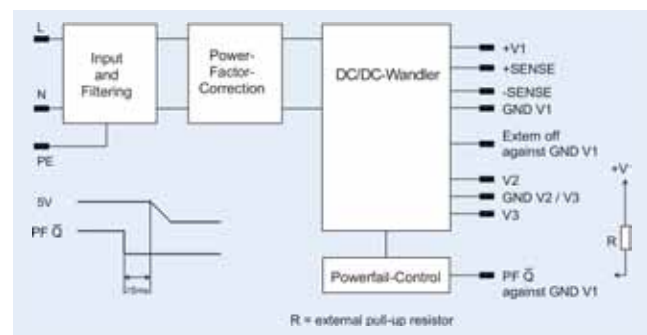 L
Input
and
Filtering
N
PE
Power-
Factor-
Correction
DC/DC-Wandler
+V1
+SENSE
-SENSE
GND V1
Extern off
against GND V1
V2
GND V2 / V3
V3
+V
R
5V
PF Q̄
Powerfail-Control
PF Q̄
against GND V1
R = external pull-up resistor